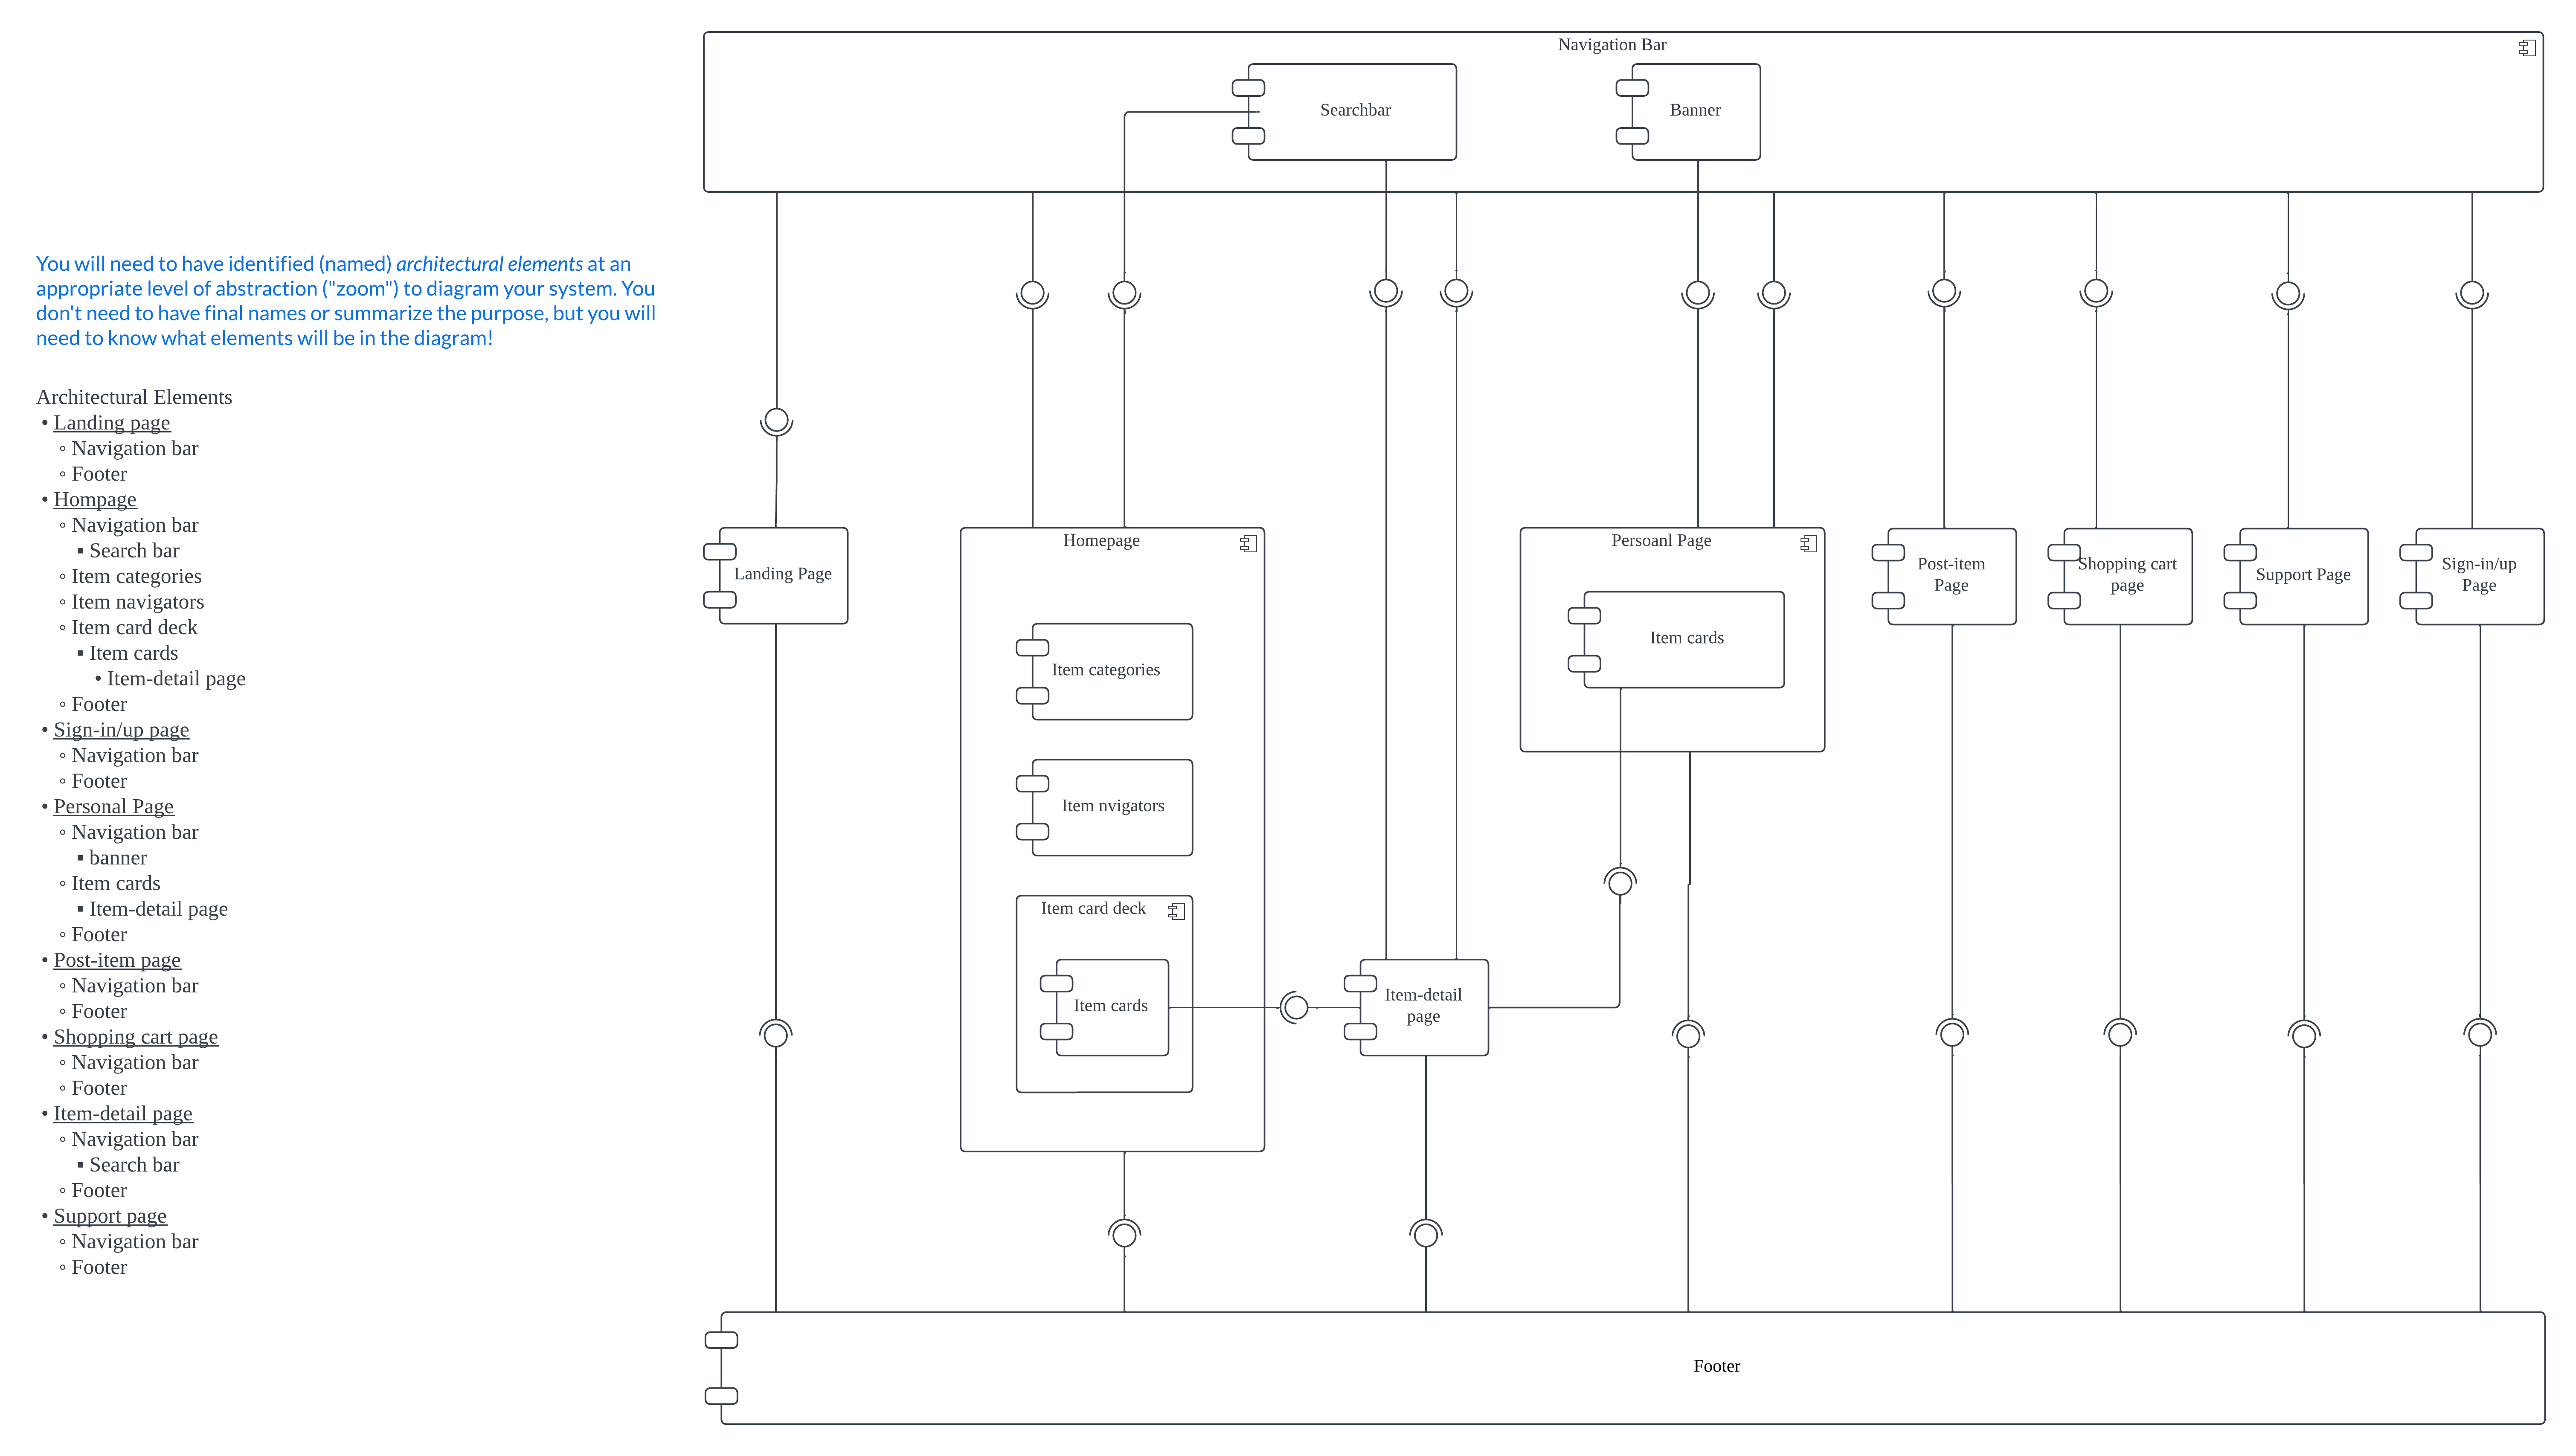 You will need to have identified (named) architectural elements at an
appropriate level of abstraction ("zoom") to diagram your system. You
don't need to have final names or summarize the purpose, but you will
need to know what elements will be in the diagram!
Architectural Elements
• Landing page
◦ Navigation bar
◦ Footer
• Hompage
◦ Navigation bar
▪ Search bar
◦ Item categories
◦ Item navigators
◦ Item card deck
▪ Item cards
• Item-detail page
◦ Footer
• Sign-in/up page
◦ Navigation bar
◦ Footer
• Personal Page
◦ Navigation bar
▪ banner
◦ Item cards
▪ Item-detail page
◦ Footer
• Post-item page
◦ Navigation bar
◦ Footer
• Shopping cart page
◦ Navigation bar
◦ Footer
• Item-detail page
◦ Navigation bar
▪ Search bar
◦ Footer
• Support page
◦ Navigation bar
◦ Footer
Navigation Bar
Searchbar
Banner
Landing Page
Homepage
Item categories
Item nvigators
Item card deck
Item cards
Item-detail
page
Persoanl Page
Item cards
Post-item
Page
Shopping cart
page
Support Page
Sign-in/up
Page
Footer